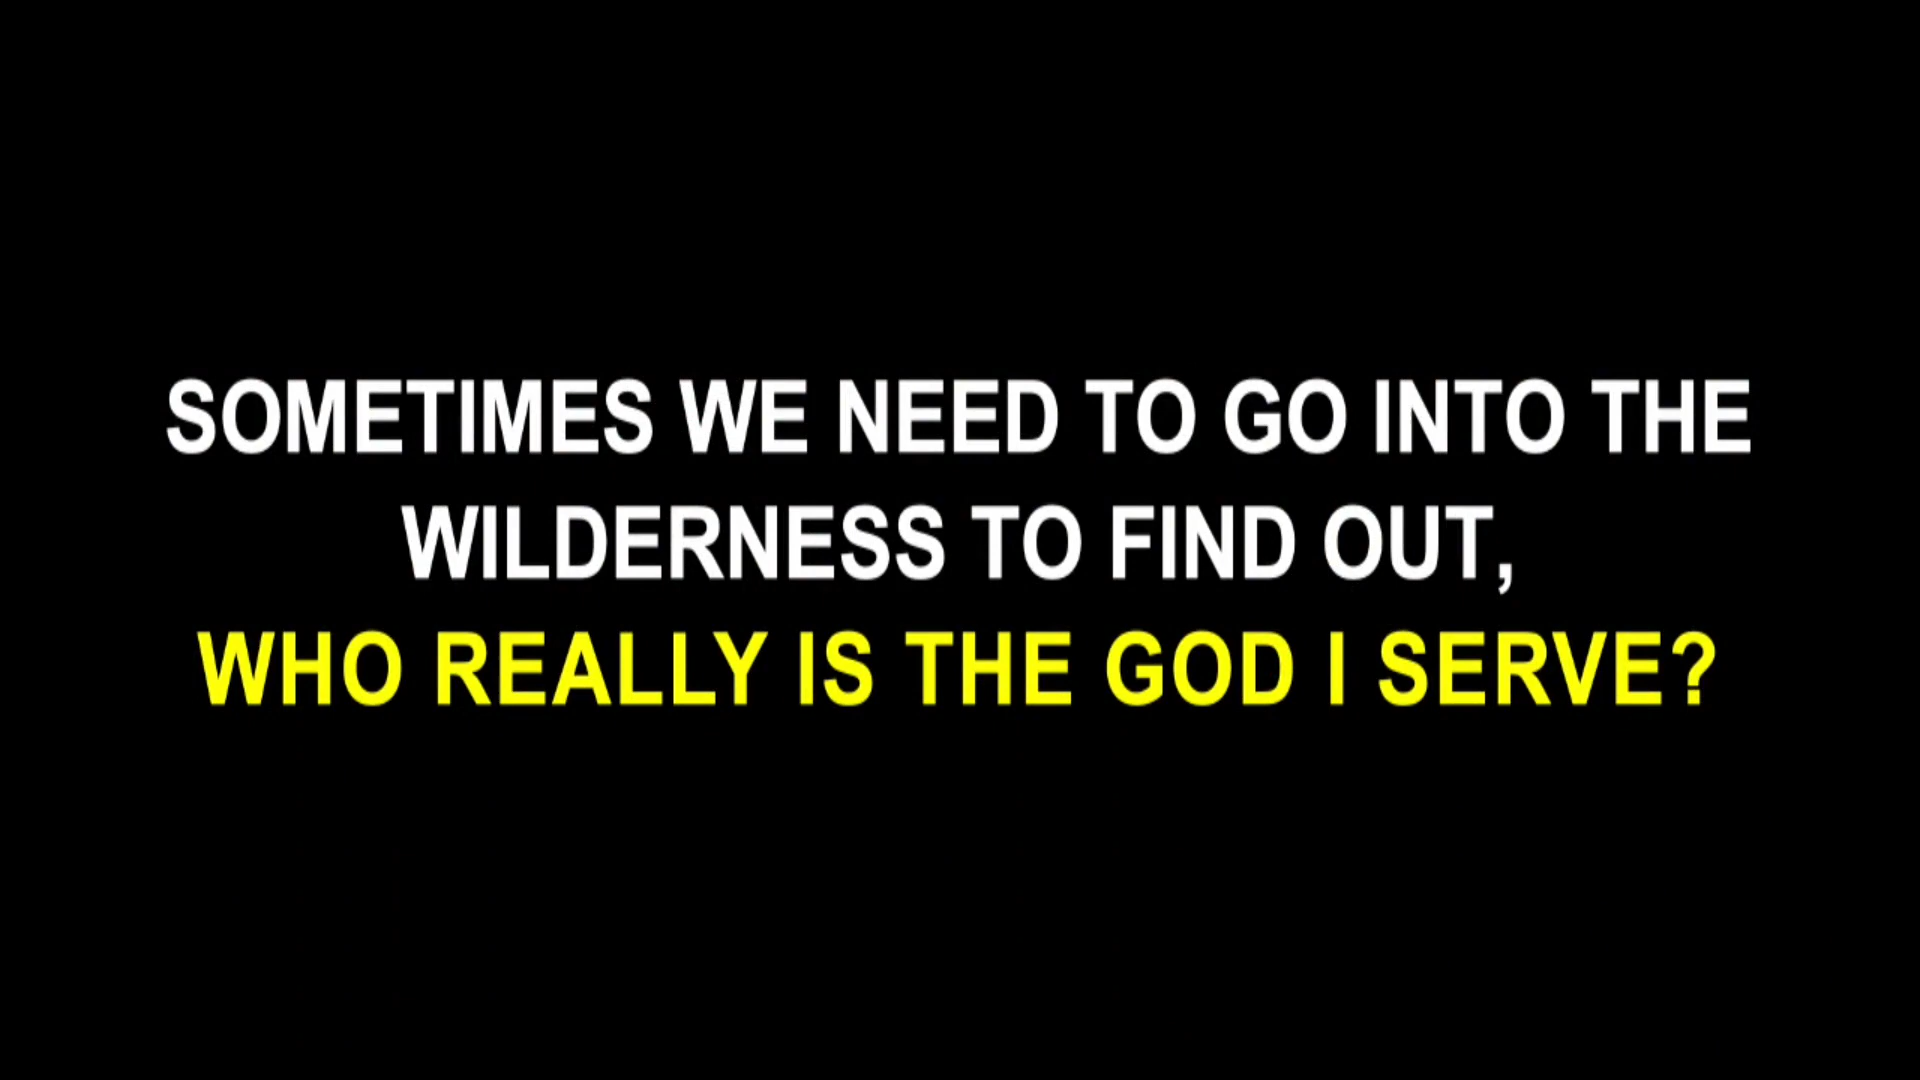 SOMETIMES WE NEED TO GO INTO THE
WILDERNESS TO FIND OUT,
WHO REALLY IS THE GOD I SERVE?